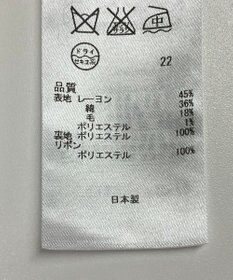 中
ドライ
セキユ系
22
品質
表地 レーヨン 45%
綿 36%
毛 18%
ポリエステル 1%
裏地 ポリエステル 100%
リボン
ポリエステル 100%
日本製